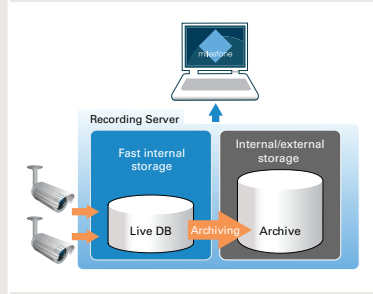 milestone
Recording Server
Fast internal
storage
Internal/external
storage
Live DB
Archiving
Archive